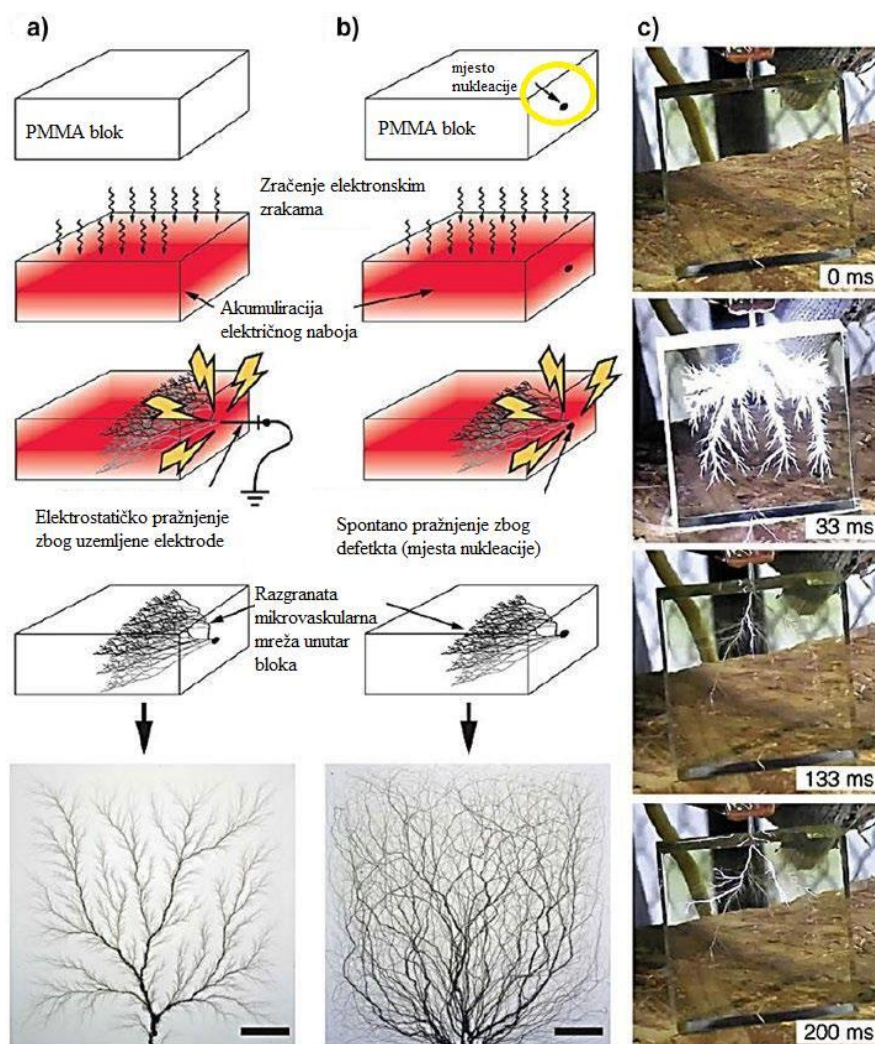 a)
b)
c)
PMMA blok
mjesto
nukleacije
PMMA blok
Zračenje elektronskim
zrakama
Akumuliracija
električnog naboja
Elektrostatičko pražnjenje
zbog uzemljene elektrode
Spontano pražnjenje zbog
defetkta (mjesta nukleacije)
Razgranata
mikrovaskularna
mreža unutar
bloka
0 ms
33 ms
133 ms
200 ms